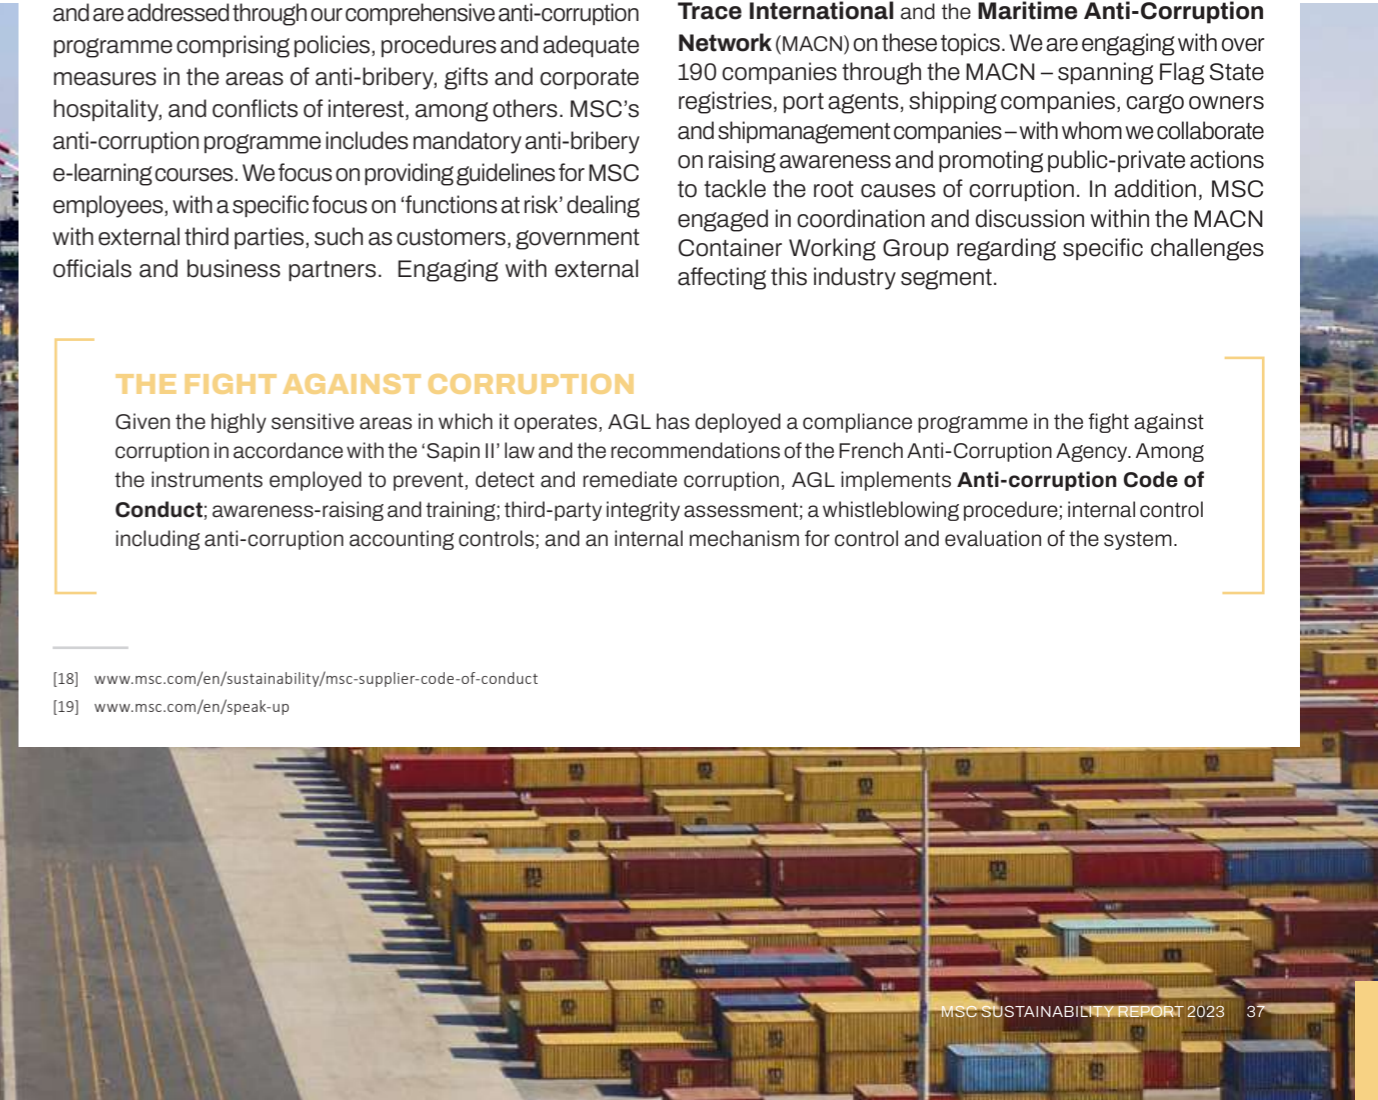 and are addressed through our comprehensive anti-corruption
programme comprising policies, procedures and adequate
measures in the areas of anti-bribery, gifts and corporate
hospitality, and conflicts of interest, among others. MSC’s
anti-corruption programme includes mandatory anti-bribery
e-learning courses. We focus on providing guidelines for MSC
employees, with a specific focus on ‘functions at risk’ dealing
with external third parties, such as customers, government
officials and business partners. Engaging with external
Trace International and the Maritime Anti-Corruption
Network (MACN) on these topics. We are engaging with over
190 companies through the MACN – spanning Flag State
registries, port agents, shipping companies, cargo owners
and shipmanagement companies – with whom we collaborate
on raising awareness and promoting public-private actions
to tackle the root causes of corruption. In addition, MSC
engaged in coordination and discussion within the MACN
Container Working Group regarding specific challenges
affecting this industry segment.
THE FIGHT AGAINST CORRUPTION
Given the highly sensitive areas in which it operates, AGL has deployed a compliance programme in the fight against
corruption in accordance with the ‘Sapin II’ law and the recommendations of the French Anti-Corruption Agency. Among
the instruments employed to prevent, detect and remediate corruption, AGL implements Anti-corruption Code of
Conduct; awareness-raising and training; third-party integrity assessment; a whistleblowing procedure; internal control
including anti-corruption accounting controls; and an internal mechanism for control and evaluation of the system.
[18] www.msc.com/en/sustainability/msc-supplier-code-of-conduct
[19] www.msc.com/en/speak-up
MSC SUSTAINABILITY REPORT 2023 37